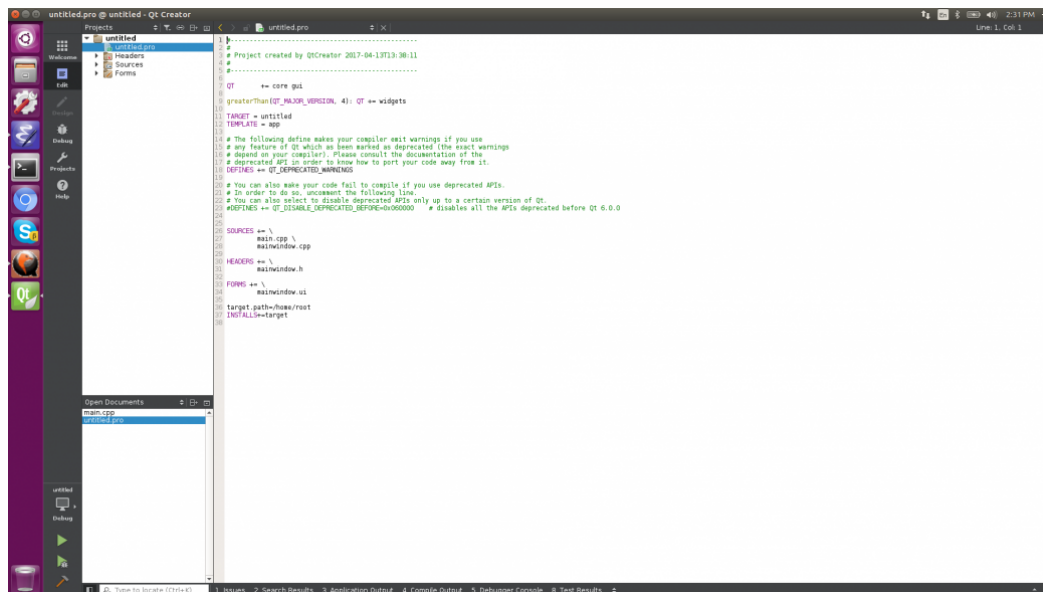 untitled.pro @ untitled - Qt Creator
En
2:31 PM
Projects
untitled.pro
Line: 1, Col: 1
Welcome
Edit
Design
Debug
Projects
Help
untitled
untitled.pro
Headers
Sources
Forms
1 #-------------------------------------------------
2 #
3 # Project created by QtCreator 2017-04-13T13:38:11
4 #
5 #-------------------------------------------------
6
7 QT       += core gui
8
9 greaterThan(QT_MAJOR_VERSION, 4): QT += widgets
10
11 TARGET = untitled
12 TEMPLATE = app
13
14 # The following define makes your compiler emit warnings if you use
15 # any feature of Qt which as been marked as deprecated (the exact warnings
16 # depend on your compiler). Please consult the documentation of the
17 # deprecated API in order to know how to port your code away from it.
18 DEFINES += QT_DEPRECATED_WARNINGS
19
20 # You can also make your code fail to compile if you use deprecated APIs.
21 # In order to do so, uncomment the following line.
22 # You can also select to disable deprecated APIs only up to a certain version of Qt.
23 #DEFINES += QT_DISABLE_DEPRECATED_BEFORE=0x060000    # disables all the APIs deprecated before Qt 6.0.0
24
25
26 SOURCES += \
27         main.cpp \
28         mainwindow.cpp
29
30 HEADERS += \
31         mainwindow.h
32
33 FORMS += \
34         mainwindow.ui
35
36 target.path=/home/root
37 INSTALLS+=target
38
Open Documents
main.cpp
untitled.pro
untitled
Debug
Type to locate (Ctrl+K)
1 Issues 2 Search Results 3 Application Output 4 Compile Output 5 Debugger Console 8 Test Results
Qt